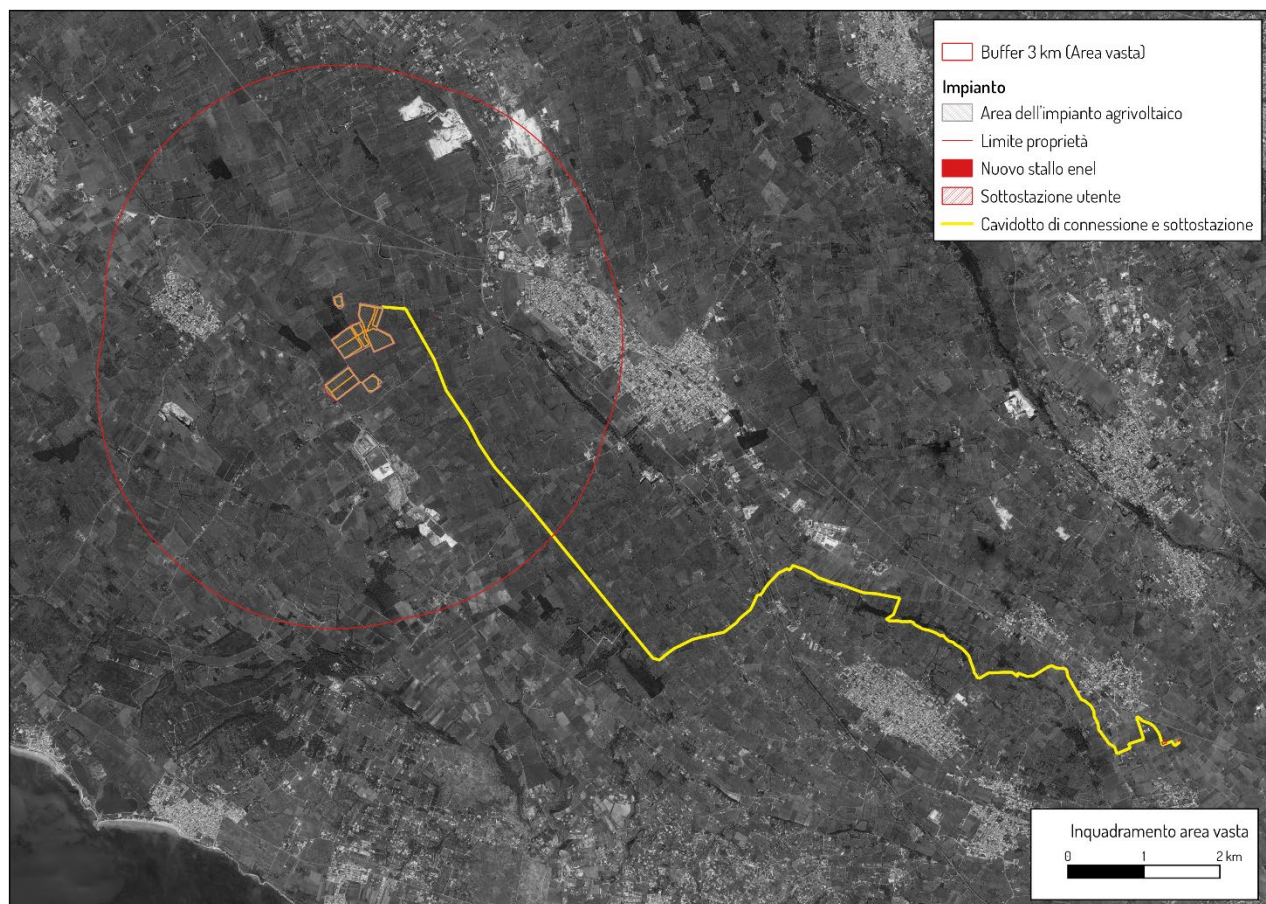 Buffer 3 km (Area vasta)
Impianto
Area dell'impianto agrivoltaico
Limite proprietà
Nuovo stallo enel
Sottostazione utente
Cavidotto di connessione e sottostazione
Inquadramento area vasta
0 1 2 km